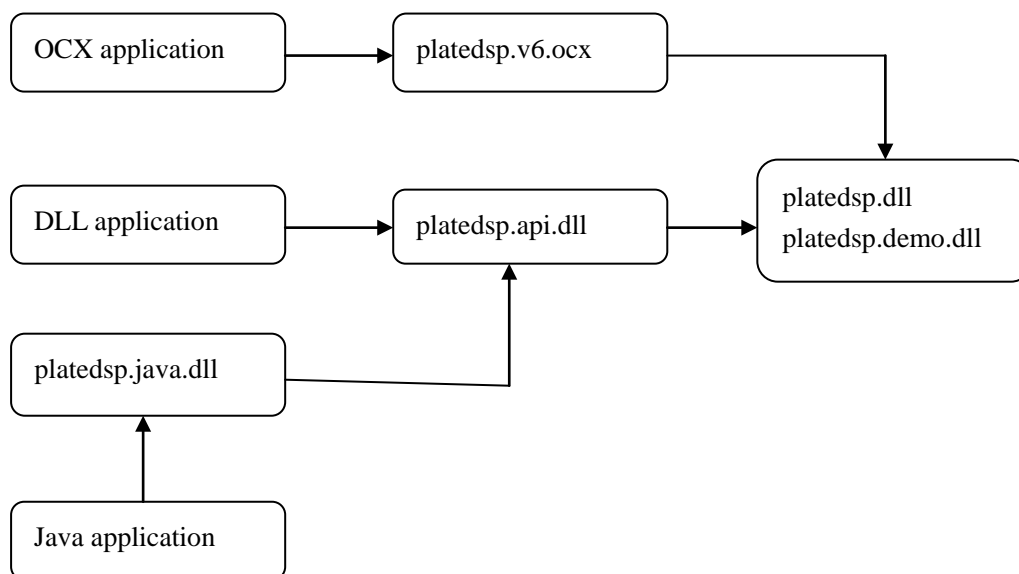 OCX application
platedsp.v6.ocx
DLL application
platedsp.api.dll
platedsp.dll
platedsp.demo.dll
platedsp.java.dll
Java application